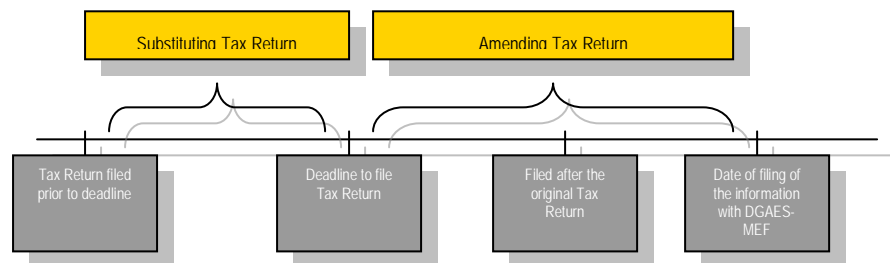 Substituting Tax Return
Amending Tax Return
Tax Return filed
prior to deadline
Deadline to file
Tax Return
Filed after the
original Tax
Return
Date of filing of
the information
with DGAES-
MEF